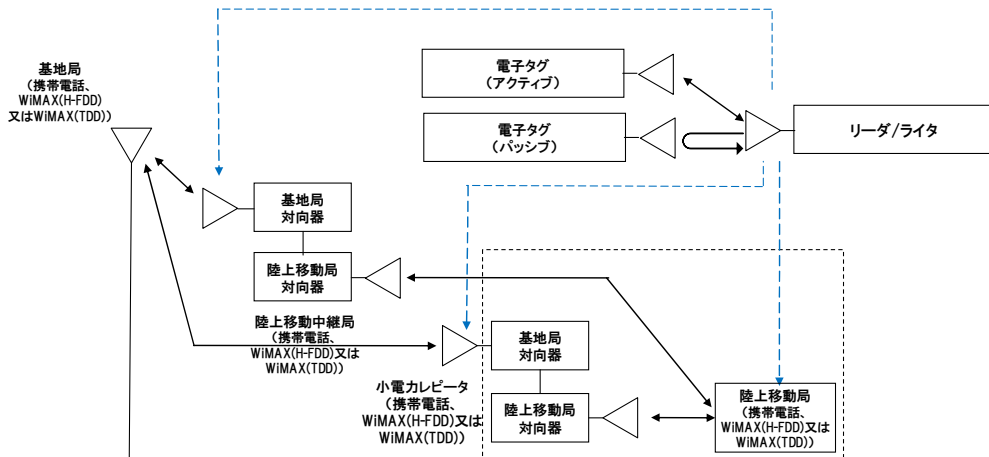 基地局
(携帯電話、
WiMAX(H-FDD)
又はWiMAX(TDD))
電子タグ
(アクティブ)
電子タグ
(パッシブ)
リーダ/ライタ
基地局
対向器
陸上移動局
対向器
陸上移動中継局
(携帯電話、
WiMAX(H-FDD)又は
WiMAX(TDD))
基地局
対向器
小電力レピータ
(携帯電話、
WiMAX(H-FDD)又は
WiMAX(TDD))
陸上移動局
対向器
陸上移動局
(携帯電話、
WiMAX(H-FDD)又は
WiMAX(TDD))